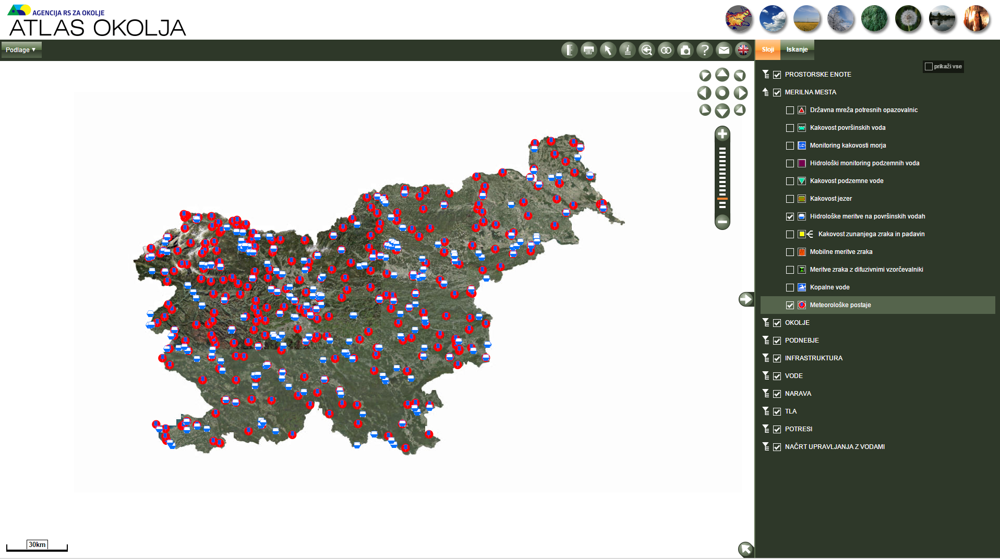 AGENCIJA RS ZA OKOLJE
ATLAS OKOLJA
Podlage ▼
?
Sloji
Iskanje
prikaži vse
PROSTORSKE ENOTE
MERILNA MESTA
Državna mreža potresnih opazovalnic
Kakovost površinskih voda
Monitoring kakovosti morja
Hidrološki monitoring podzemnih voda
Kakovost podzemne vode
Kakovost jezer
Hidrološke meritve na površinskih vodah
Kakovost zunanjega zraka in padavin
Mobilne meritve zraka
Meritve zraka z difuzivnimi vzorčevalniki
Kopalne vode
Meteorološke postaje
OKOLJE
PODNEBJE
INFRASTRUKTURA
VODE
NARAVA
TLA
POTRESI
NAČRT UPRAVLJANJA Z VODAMI
30km